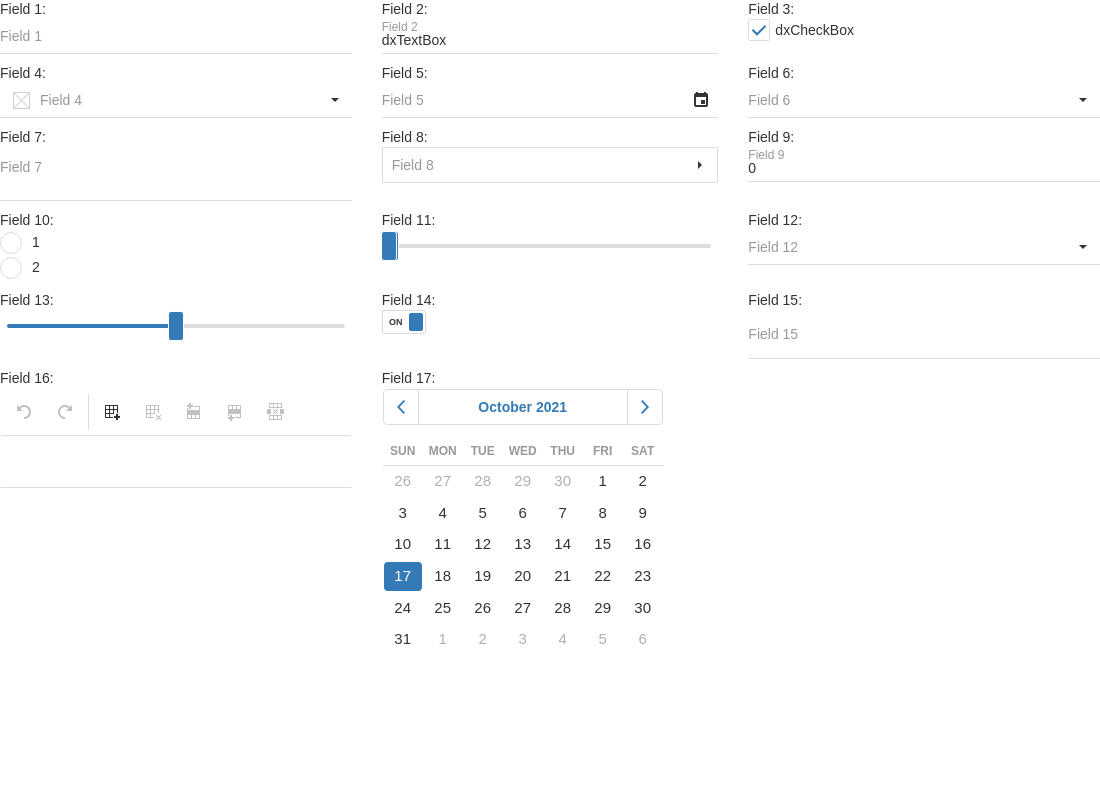 Field 1:
Field 1
Field 2:
Field 2
dxTextBox
Field 3:
dxCheckBox
Field 4:
Field 4
Field 5:
Field 5
Field 6:
Field 6
Field 7:
Field 7
Field 8:
Field 8
Field 9:
Field 9
0
Field 10:
1
2
Field 11:
Field 12:
Field 12
Field 13:
Field 14:
ON
Field 15:
Field 15
Field 16:
Field 17:
October 2021
SUN MON TUE WED THU FRI SAT
26 27 28 29 30 1 2
3 4 5 6 7 8 9
10 11 12 13 14 15 16
17 18 19 20 21 22 23
24 25 26 27 28 29 30
31 1 2 3 4 5 6